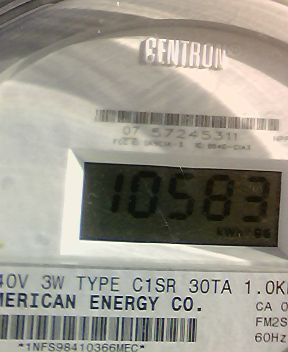 CENTRON
07 57245311
10583
KWH
40V 3W TYPE C1SR 30TA 1.0K
MERICAN ENERGY CO.
CA 0
FM2S
60Hz
*1NFS98410366MEC*